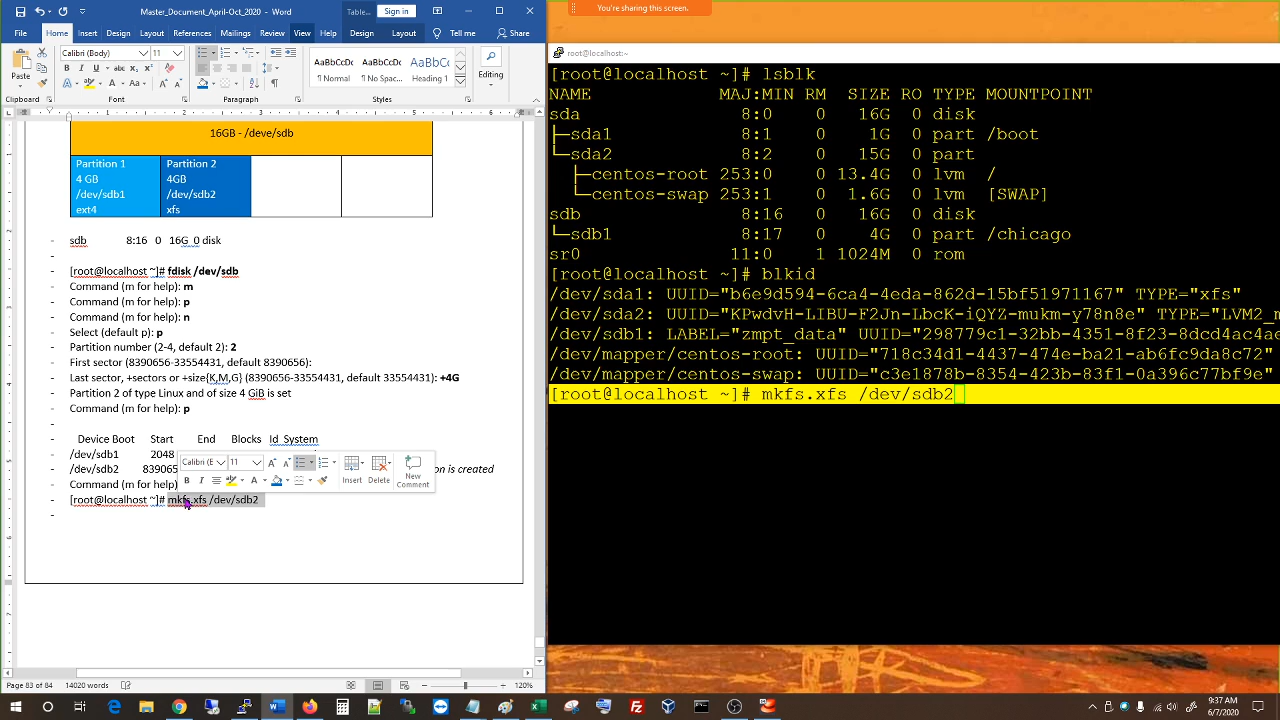 Master_Document_April-Oct_2020 - Word
Table...
Sign in
You're sharing this screen.
File Home Insert Design Layout References Mailings Review View Help Design Layout Tell me Share
Paste
Calibri (Body) 11
AaBbCcDc AaBbCcDc AaBbCc
Normal No Spac... Heading 1
Editing
Clipboard Font Paragraph Styles
16GB - /deve/sdb
Partition 1
4 GB
/dev/sdb1
ext4
Partition 2
4GB
/dev/sdb2
xfs
- sdb 8:16 0 16G 0 disk
-
- [root@localhost ~]# fdisk /dev/sdb
- Command (m for help): m
- Command (m for help): p
- Command (m for help): n
- Select (default p): p
- Partition number (2-4, default 2): 2
- First sector (8390656-33554431, default 8390656):
- Last sector, +sectors or +size{K,M,G} (8390656-33554431, default 33554431): +4G
- Partition 2 of type Linux and of size 4 GiB is set
- Command (m for help): p
-
- Device Boot Start End Blocks Id System
- /dev/sdb1 2048
- /dev/sdb2 839065 on is created
- Command (m for help)
- [root@localhost ~]# mkfs.xfs /dev/sdb2
-
Calibri (E 11
Insert Delete New Comment
Page 83 of 84 14020 words 120%
root@localhost:~
[root@localhost ~]# lsblk
NAME MAJ:MIN RM SIZE RO TYPE MOUNTPOINT
sda 8:0 0 16G 0 disk
├─sda1 8:1 0 1G 0 part /boot
└─sda2 8:2 0 15G 0 part
├─centos-root 253:0 0 13.4G 0 lvm /
└─centos-swap 253:1 0 1.6G 0 lvm [SWAP]
sdb 8:16 0 16G 0 disk
└─sdb1 8:17 0 4G 0 part /chicago
sr0 11:0 1 1024M 0 rom
[root@localhost ~]# blkid
/dev/sda1: UUID="b6e9d594-6ca4-4eda-862d-15bf51971167" TYPE="xfs"
/dev/sda2: UUID="KPwdvH-LIBU-F2Jn-LbcK-iQYZ-mukm-y78n8e" TYPE="LVM2_m
/dev/sdb1: LABEL="zmpt_data" UUID="298779c1-32bb-4351-8f23-8dcd4ac4ad
/dev/mapper/centos-root: UUID="718c34d1-4437-474e-ba21-ab6fc9da8c72"
/dev/mapper/centos-swap: UUID="c3e1878b-8354-423b-83f1-0a396c77bf9e"
[root@localhost ~]# mkfs.xfs /dev/sdb2
9:37 AM
6/7/2020